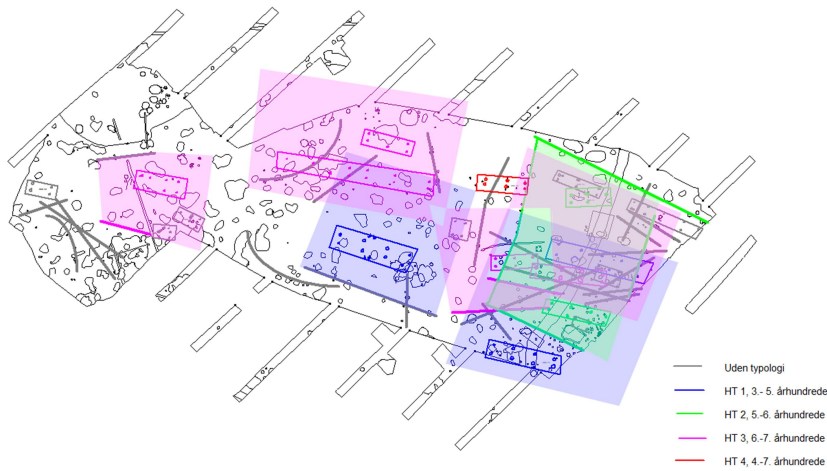 Uden typologi
HT 1, 3.- 5. århundrede
HT 2, 5.-6. århundrede
HT 3, 6.-7. århundrede
HT 4, 4.-7. århundrede